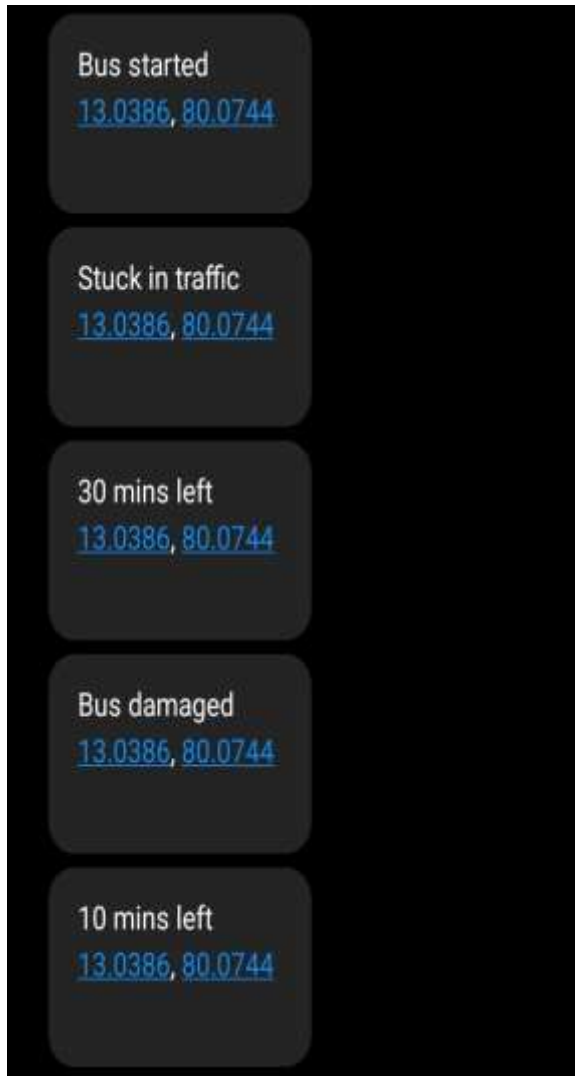 Bus started
13.0386, 80.0744
Stuck in traffic
13.0386, 80.0744
30 mins left
13.0386, 80.0744
Bus damaged
13.0386, 80.0744
10 mins left
13.0386, 80.0744